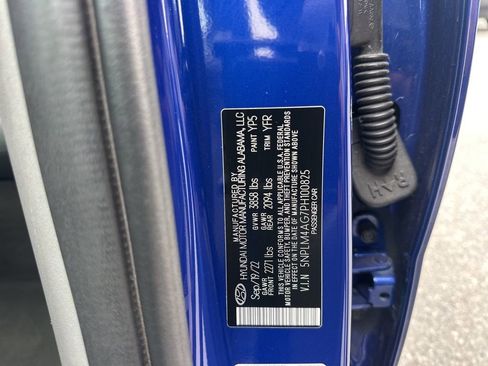 MANUFACTURED BY
HYUNDAI MOTOR MANUFACTURING ALABAMA, LLC
Sep/19/22 GVWR 3858 lbs PAINT YP5
GAWR FRONT 2271 lbs GAWR REAR 2094 lbs TRIM YFR
THIS VEHICLE CONFORMS TO ALL APPLICABLE U.S.A. FEDERAL
MOTOR VEHICLE SAFETY, BUMPER, AND THEFT PREVENTION STANDARDS
IN EFFECT ON THE DATE OF MANUFACTURE SHOWN ABOVE.
V.I.N 5NPLM4AG7PH100825
PASSENGER CAR
RAH